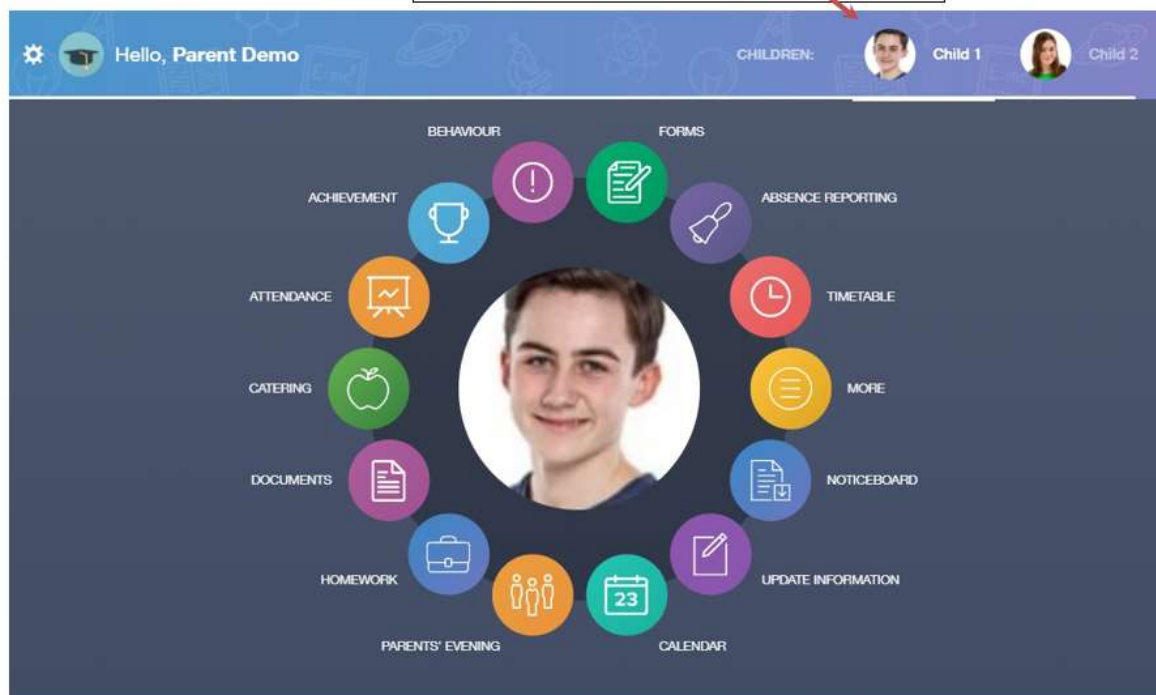 Hello, Parent Demo
CHILDREN:
Child 1
Child 2
BEHAVIOUR
FORMS
ACHIEVEMENT
ABSENCE REPORTING
ATTENDANCE
TIMETABLE
CATERING
MORE
DOCUMENTS
NOTICEBOARD
HOMEWORK
UPDATE INFORMATION
23
PARENTS' EVENING
CALENDAR